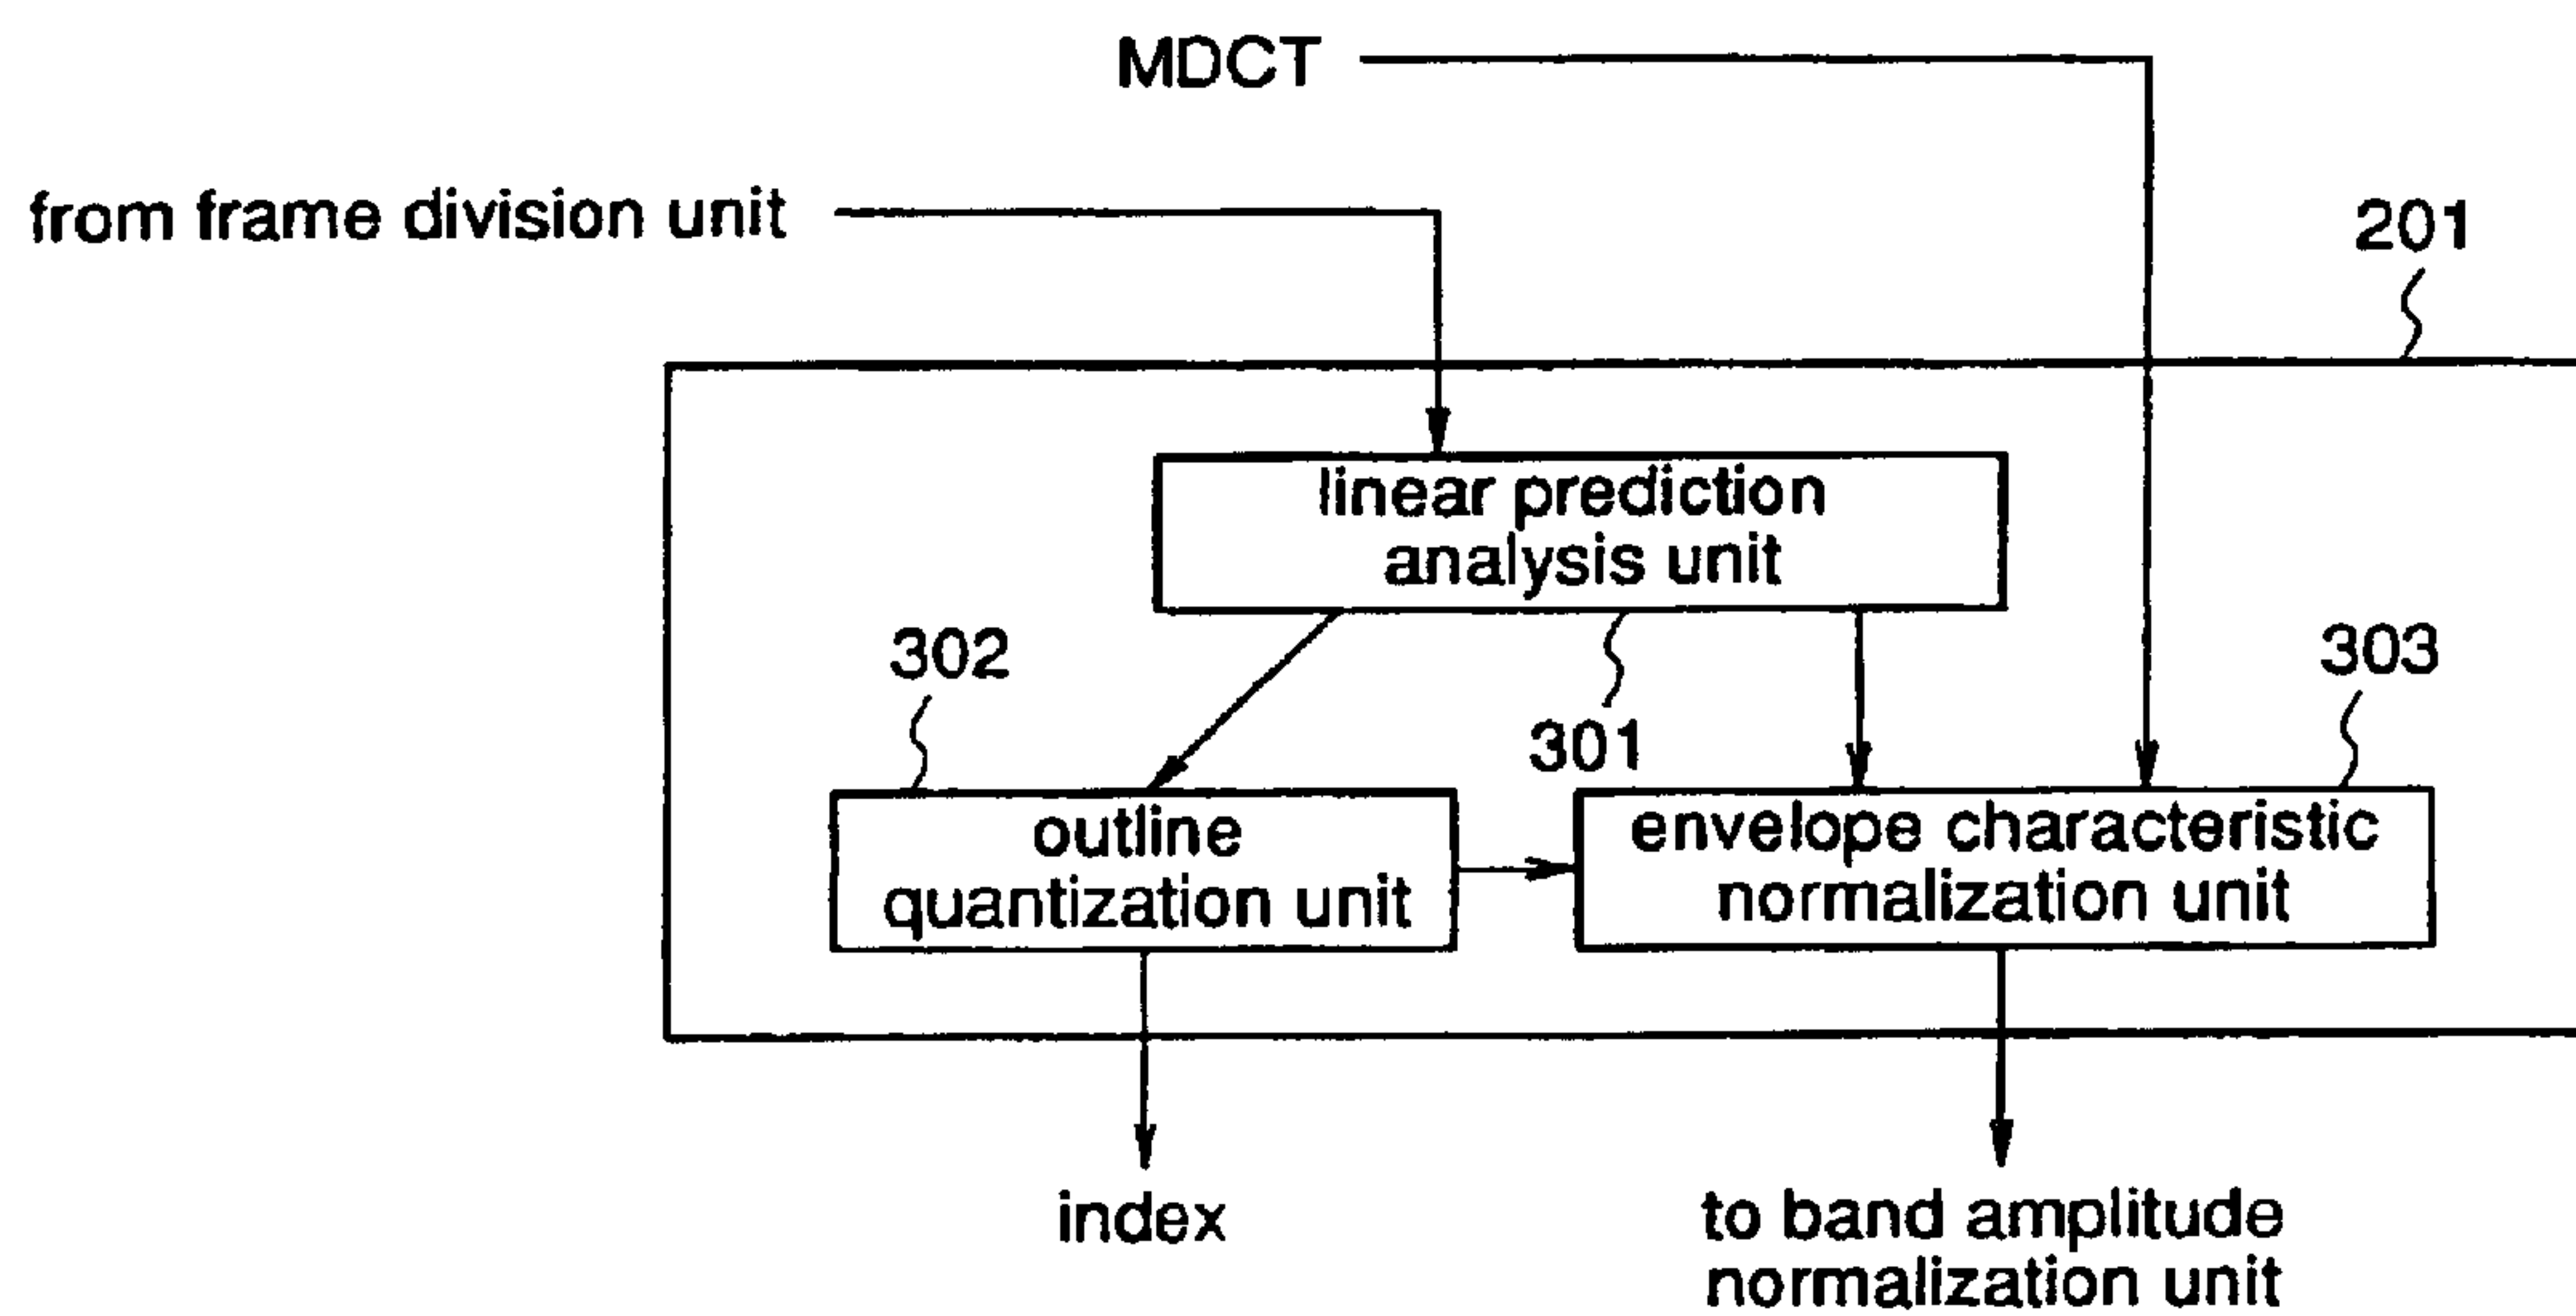 MDCT
from frame division unit
201
linear prediction
analysis unit
302
301
303
outline
quantization unit
envelope characteristic
normalization unit
index
to band amplitude
normalization unit